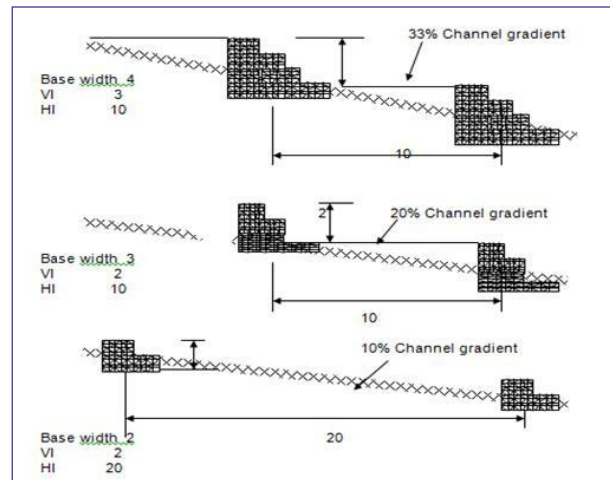 33% Channel gradient
Base width 4
VI 3
HI 10
10
2
20% Channel gradient
Base width 3
VI 2
HI 10
10
10% Channel gradient
20
Base width 2
VI 2
HI 20